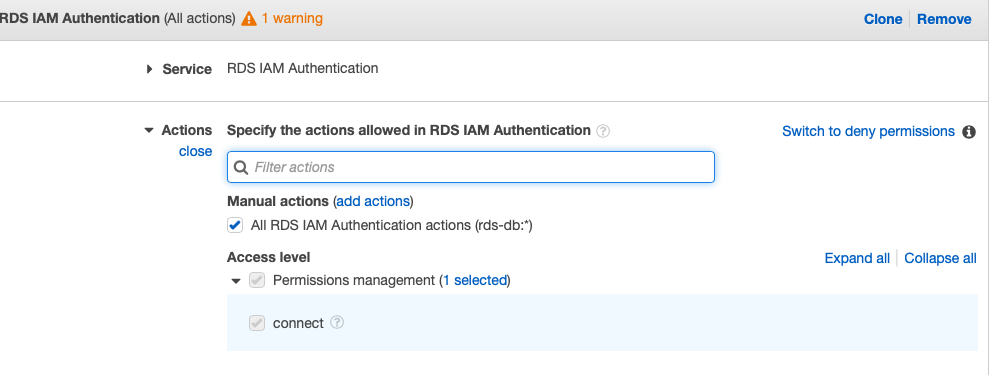 RDS IAM Authentication (All actions) 1 warning Clone Remove
Service RDS IAM Authentication
Actions Specify the actions allowed in RDS IAM Authentication ? Switch to deny permissions i
close
Filter actions
Manual actions (add actions)
All RDS IAM Authentication actions (rds-db:*)
Access level Expand all Collapse all
Permissions management (1 selected)
connect ?